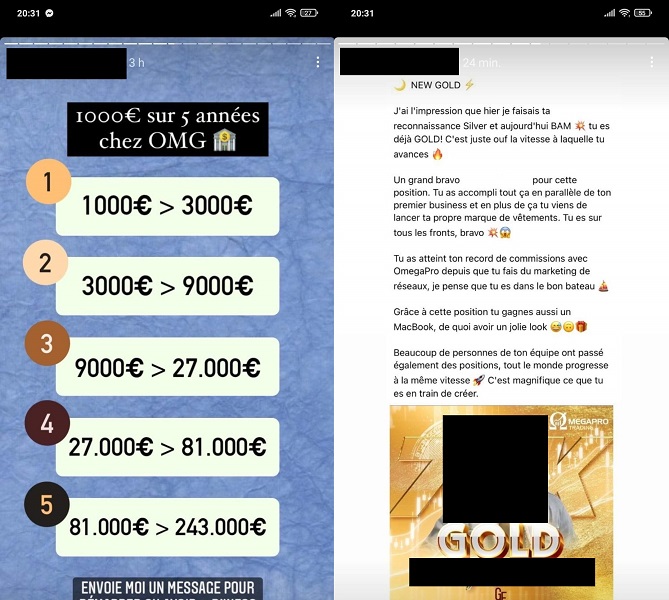 20:31
27
3 h
1000€ sur 5 années
chez OMG
1
1000€ > 3000€
2
3000€ > 9000€
3
9000€ > 27.000€
4
27.000€ > 81.000€
5
81.000€ > 243.000€
ENVOIE MOI UN MESSAGE POUR
20:31
55
24 min.
🌙 NEW GOLD ⚡
J'ai l'impression que hier je faisais ta
reconnaissance Silver et aujourd'hui BAM 💥 tu es
déjà GOLD! C'est juste ouf la vitesse à laquelle tu
avances 🔥
Un grand bravo pour cette
position. Tu as accompli tout ça en parallèle de ton
premier business et en plus de ça tu viens de
lancer ta propre marque de vêtements. Tu es sur
tous les fronts, bravo 💥😱
Tu as atteint ton record de commissions avec
OmegaPro depuis que tu fais du marketing de
réseaux, je pense que tu es dans le bon bateau ⛵
Grâce à cette position tu gagnes aussi un
MacBook, de quoi avoir un jolie look 😅🙂🎁
Beaucoup de personnes de ton équipe ont passé
également des positions, tout le monde progresse
à la même vitesse 🚀 C'est magnifique ce que tu
es en train de créer.
MEGAPRO
TRADING
GOLD